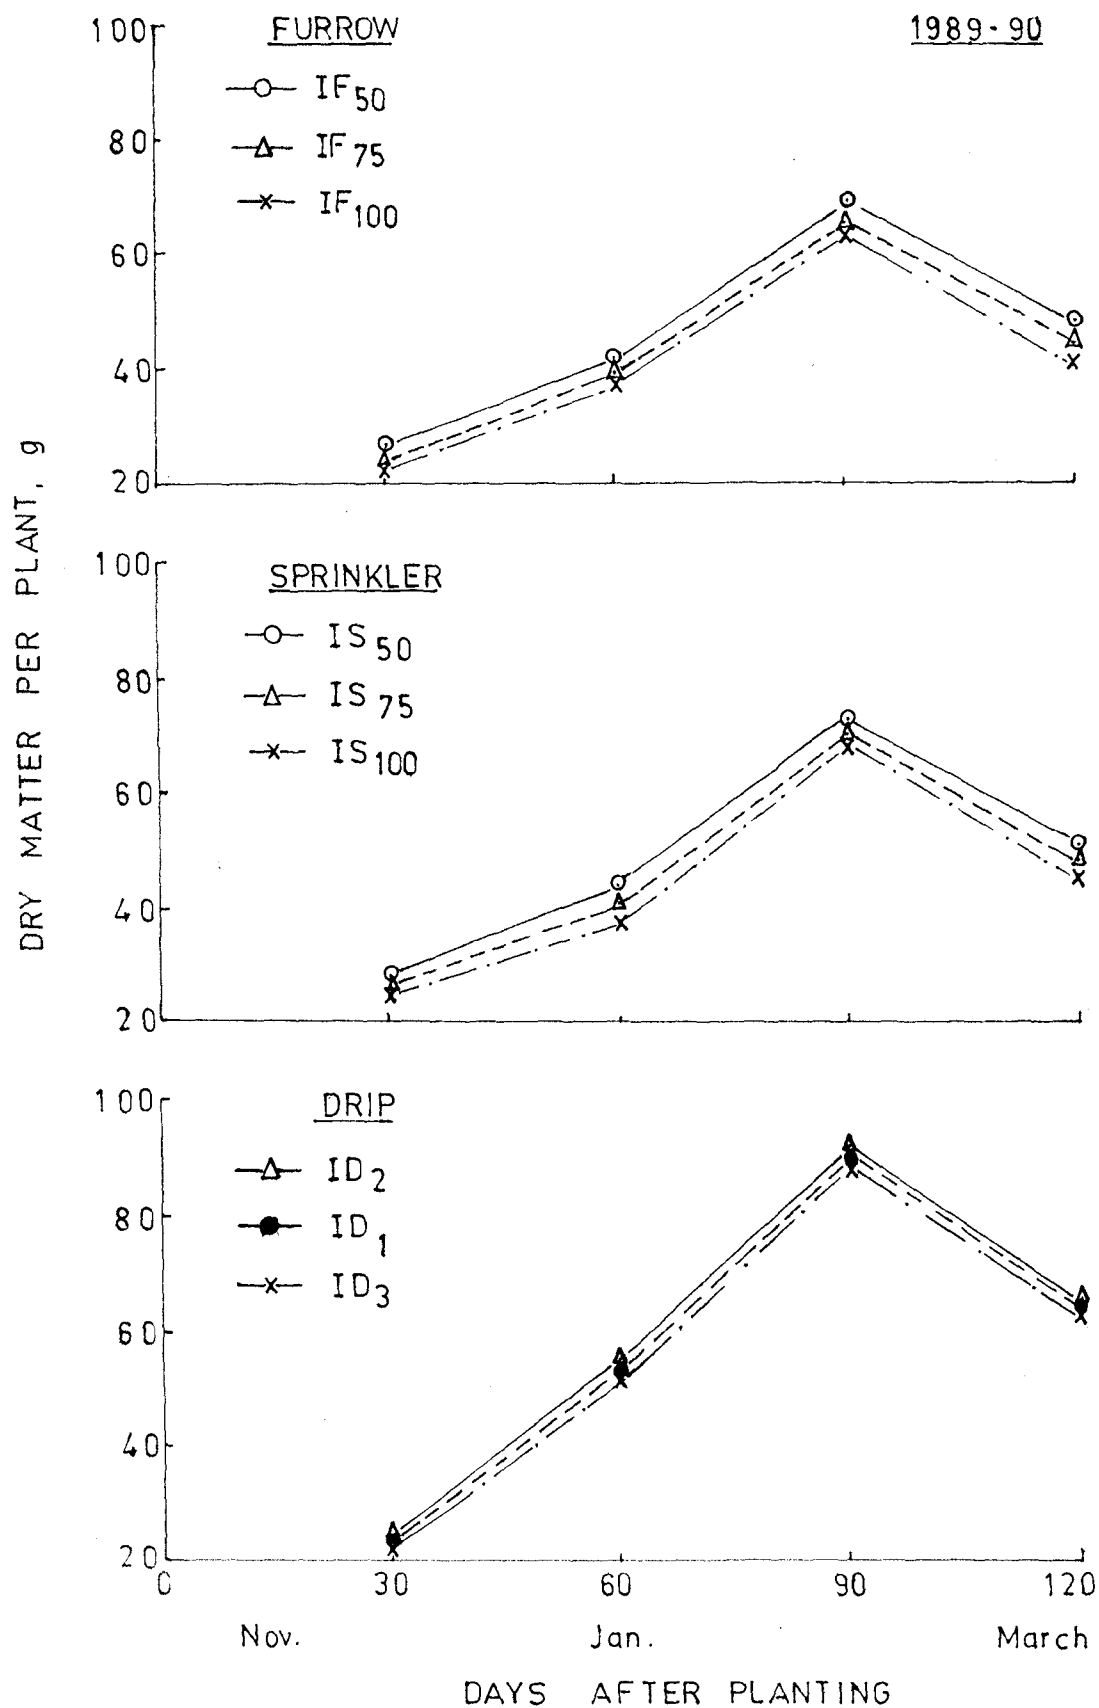 FURROW
1989-90
IF50
IF75
IF100
100
80
60
40
20
DRY MATTER PER PLANT, g
SPRINKLER
IS50
IS75
IS100
100
80
60
40
20
DRIP
ID2
ID1
ID3
100
80
60
40
20
0 30 60 90 120
Nov. Jan. March
DAYS AFTER PLANTING